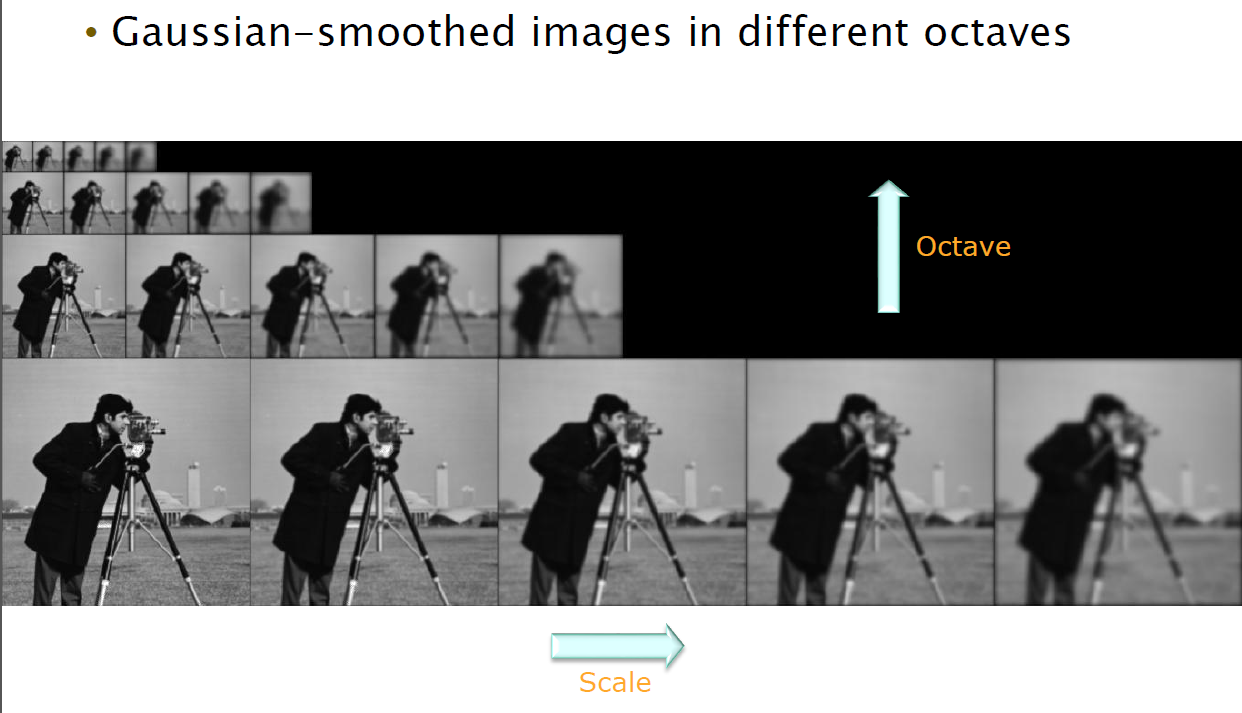 • Gaussian-smoothed images in different octaves
Octave
Scale